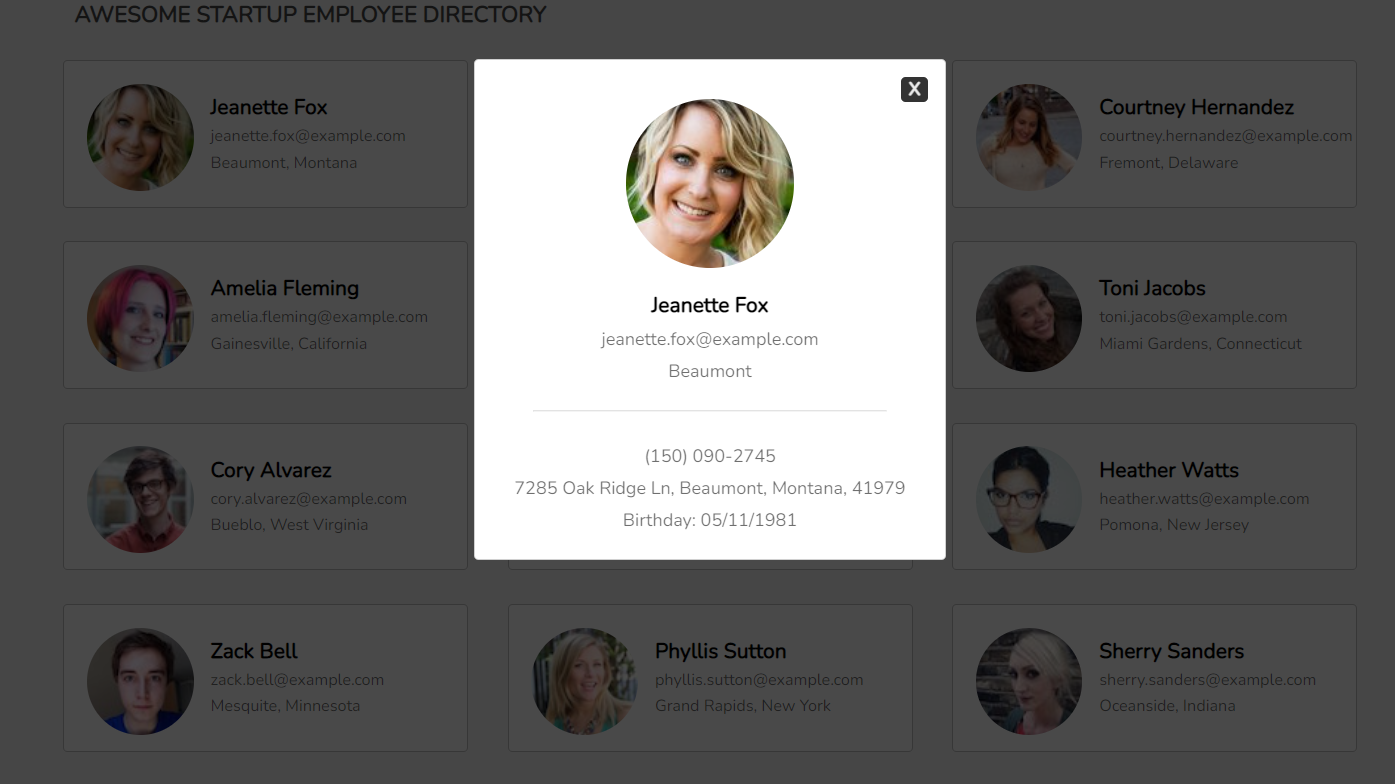 AWESOME STARTUP EMPLOYEE DIRECTORY
Jeanette Fox
jeanette.fox@example.com
Beaumont, Montana
X
Jeanette Fox
jeanette.fox@example.com
Beaumont
(150) 090-2745
7285 Oak Ridge Ln, Beaumont, Montana, 41979
Birthday: 05/11/1981
Courtney Hernandez
courtney.hernandez@example.com
Fremont, Delaware
Amelia Fleming
amelia.fleming@example.com
Gainesville, California
Toni Jacobs
toni.jacobs@example.com
Miami Gardens, Connecticut
Cory Alvarez
cory.alvarez@example.com
Bueblo, West Virginia
Heather Watts
heather.watts@example.com
Pomona, New Jersey
Zack Bell
zack.bell@example.com
Mesquite, Minnesota
Phyllis Sutton
phyllis.sutton@example.com
Grand Rapids, New York
Sherry Sanders
sherry.sanders@example.com
Oceanside, Indiana